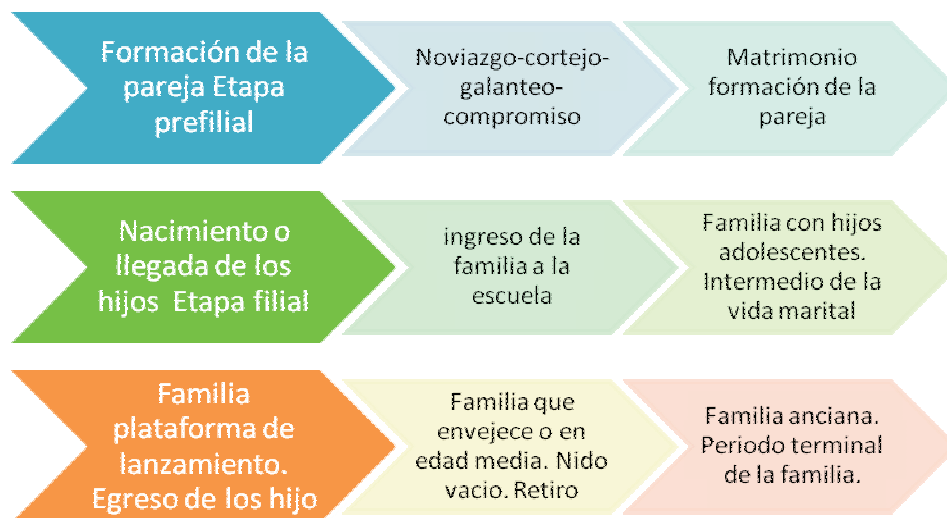 Formación de la
pareja Etapa
prefilial
Noviazgo-cortejo-
galanteo-
compromiso
Matrimonio
formación de la
pareja
Nacimiento o
llegada de los
hijos Etapa filial
ingreso de la
familia a la
escuela
Familia con hijos
adolescentes.
Intermedio de la
vida marital
Familia
plataforma de
lanzamiento.
Egreso de los hijo
Familia que
envejece o en
edad media. Nido
vacio. Retiro
Familia anciana.
Periodo terminal
de la familia.